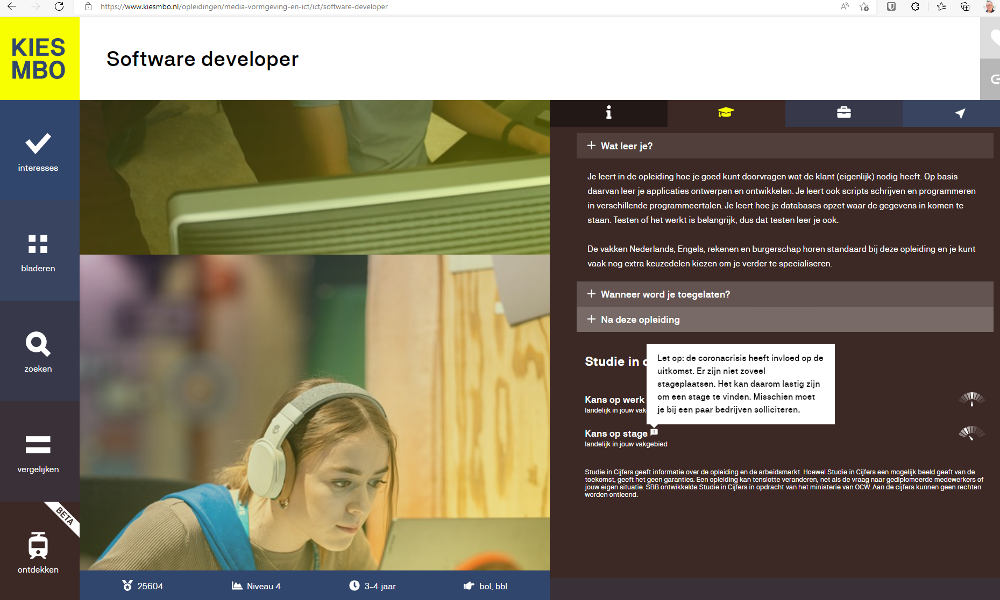 https://www.kiesmbo.nl/opleidingen/media-vormgeving-en-ict/ict/software-developer
KIES
MBO
Software developer
interesses
bladeren
zoeken
vergelijken
BETA
ontdekken
Wat leer je?
Je leert in de opleiding hoe je goed kunt doorvragen wat de klant (eigenlijk) nodig heeft. Op basis
daarvan leer je applicaties ontwerpen en ontwikkelen. Je leert ook scripts schrijven en programmeren
in verschillende programmeertalen. Je leert hoe je databases opzet waar de gegevens in komen te
staan. Testen of het werkt is belangrijk, dus dat testen leer je ook.
De vakken Nederlands, Engels, rekenen en burgerschap horen standaard bij deze opleiding en je kunt
vaak nog extra keuzedelen kiezen om je verder te specialiseren.
Wanneer word je toegelaten?
Na deze opleiding
Studie in
Let op: de coronacrisis heeft invloed op de
uitkomst. Er zijn niet zoveel
stageplaatsen. Het kan daarom lastig zijn
om een stage te vinden. Misschien moet
je bij een paar bedrijven solliciteren.
Kans op werk
landelijk in jouw vak
Kans op stage
landelijk in jouw vakgebied
Studie in Cijfers geeft informatie over de opleiding en de arbeidsmarkt. Hoewel Studie in Cijfers een mogelijk beeld geeft van de
toekomst, geeft het geen garanties. Een opleiding kan tenslotte veranderen, net als de vraag naar gediplomeerde medewerkers of
jouw eigen situatie. SBB ontwikkelde Studie in Cijfers in opdracht van het ministerie van OCW. Aan de cijfers kunnen geen rechten
worden ontleend.
25604
Niveau 4
3-4 jaar
bol, bbl